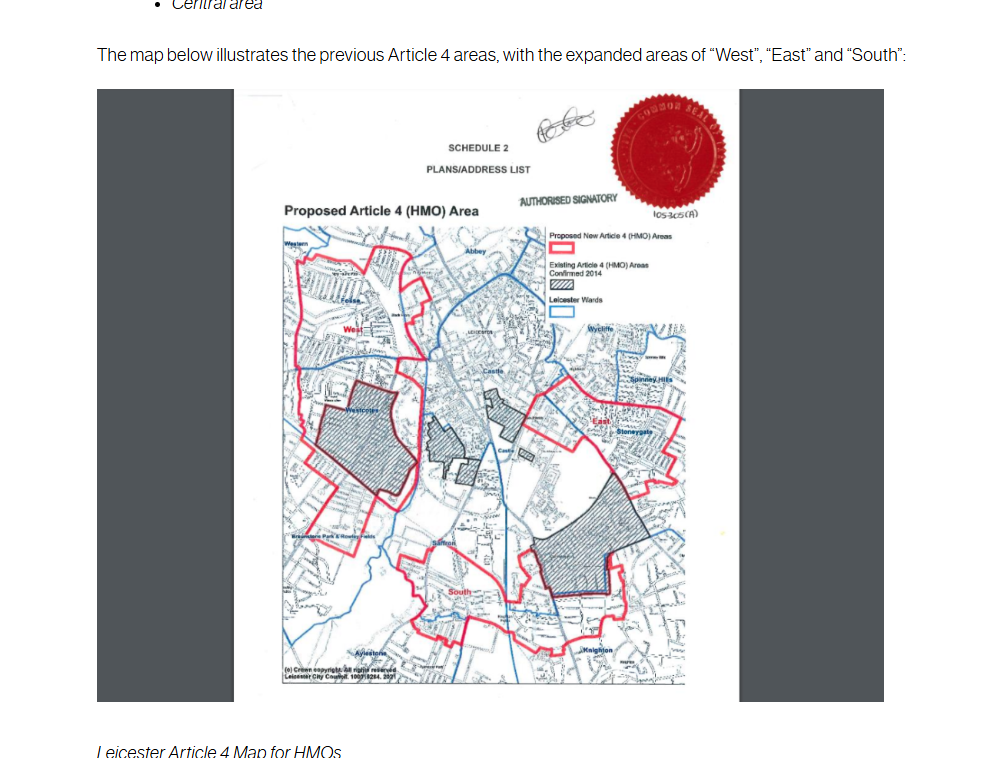 Central area
The map below illustrates the previous Article 4 areas, with the expanded areas of “West”, “East” and “South”:
COMMON SEAL
SCHEDULE 2
PLANS/ADDRESS LIST
AUTHORISED SIGNATORY
105305(A)
Proposed Article 4 (HMO) Area
Proposed New Article 4 (HMO) Areas
Existing Article 4 (HMO) Areas
Confirmed 2014
Leicester Wards
Western
Abbey
Fosse
West
LEICESTER
Wycliffe
Castle
Spinney Hills
Westcotes
East
Stoneygate
Castle
Braunstone Park & Rowley Fields
Saffron
South
Aylestone
Knighton
(c) Crown copyright. All rights reserved
Leicester City Council. 2021
Leicester Article 4 Map for HMOs